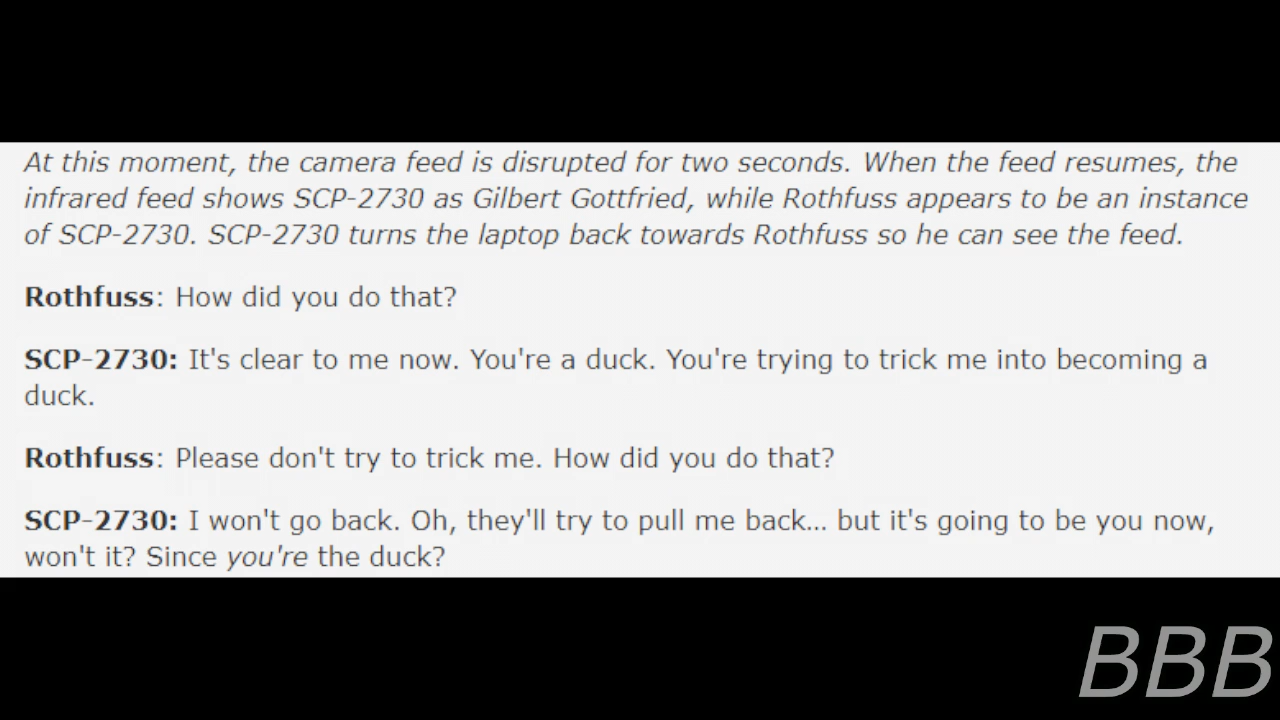 At this moment, the camera feed is disrupted for two seconds. When the feed resumes, the
infrared feed shows SCP-2730 as Gilbert Gottfried, while Rothfuss appears to be an instance
of SCP-2730. SCP-2730 turns the laptop back towards Rothfuss so he can see the feed.
Rothfuss: How did you do that?
SCP-2730: It's clear to me now. You're a duck. You're trying to trick me into becoming a
duck.
Rothfuss: Please don't try to trick me. How did you do that?
SCP-2730: I won't go back. Oh, they'll try to pull me back... but it's going to be you now,
won't it? Since you're the duck?
BBB